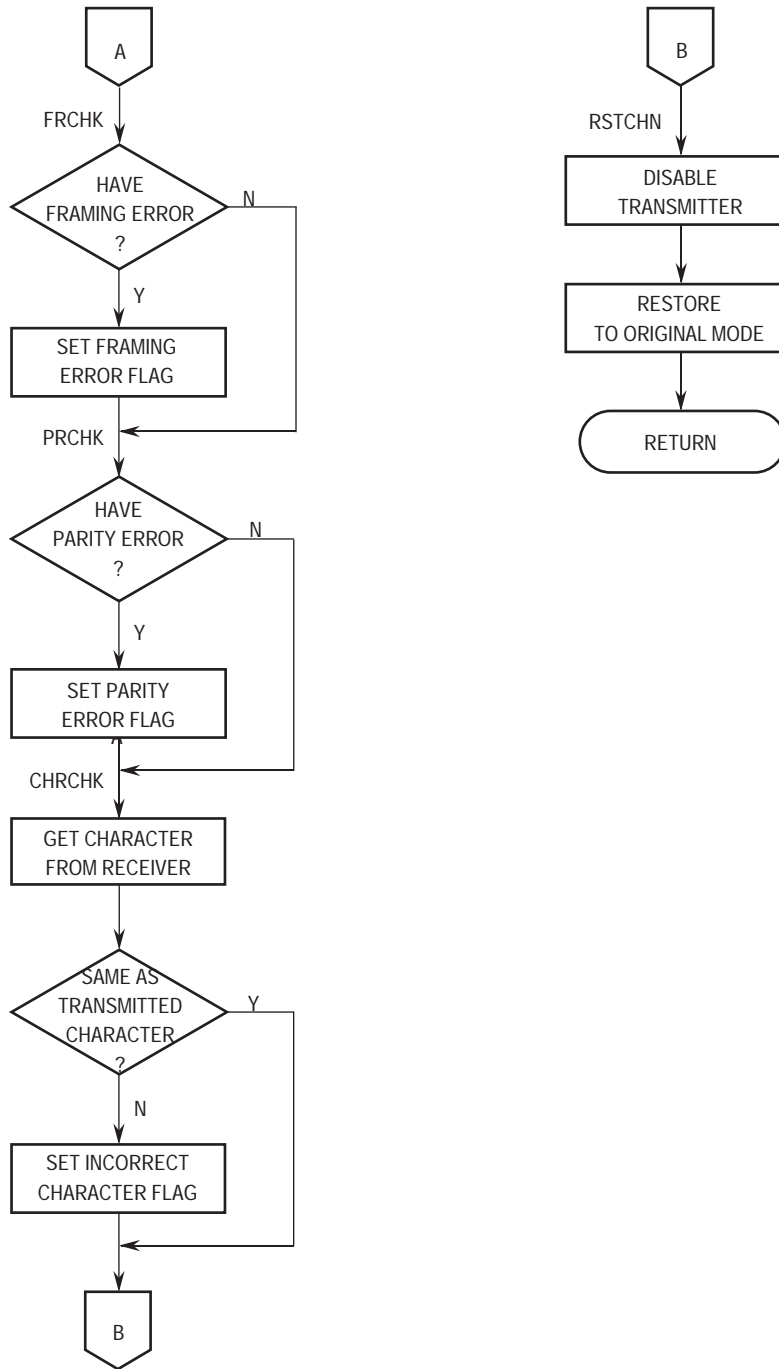 A
FRCHK
HAVE
FRAMING ERROR
?
N
Y
SET FRAMING
ERROR FLAG
PRCHK
HAVE
PARITY ERROR
?
N
Y
SET PARITY
ERROR FLAG
A
CHRCHK
GET CHARACTER
FROM RECEIVER
SAME AS
TRANSMITTED
CHARACTER
?
Y
N
SET INCORRECT
CHARACTER FLAG
B
B
RSTCHN
DISABLE
TRANSMITTER
RESTORE
TO ORIGINAL MODE
RETURN